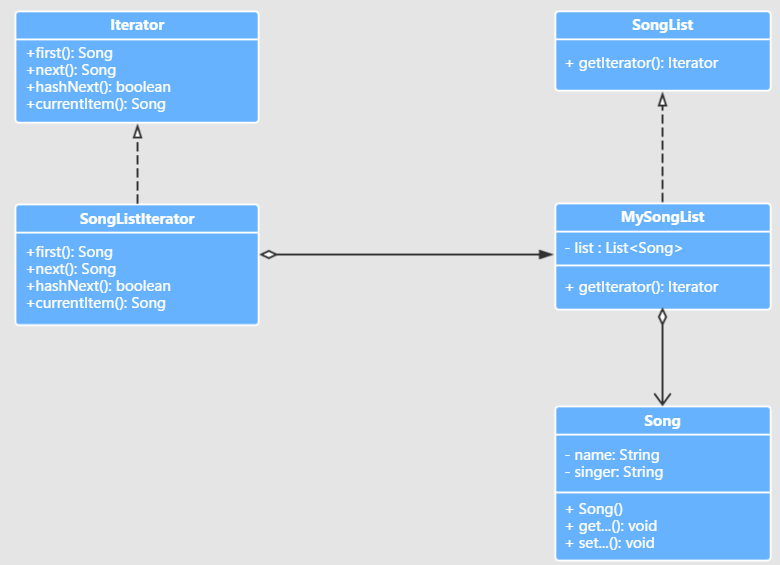 Iterator
+first(): Song
+next(): Song
+hashNext(): boolean
+currentItem(): Song
SongList
+ getIterator(): Iterator
SongListIterator
+first(): Song
+next(): Song
+hashNext(): boolean
+currentItem(): Song
MySongList
- list : List<Song>
+ getIterator(): Iterator
Song
- name: String
- singer: String
+ Song()
+ get...(): void
+ set...(): void